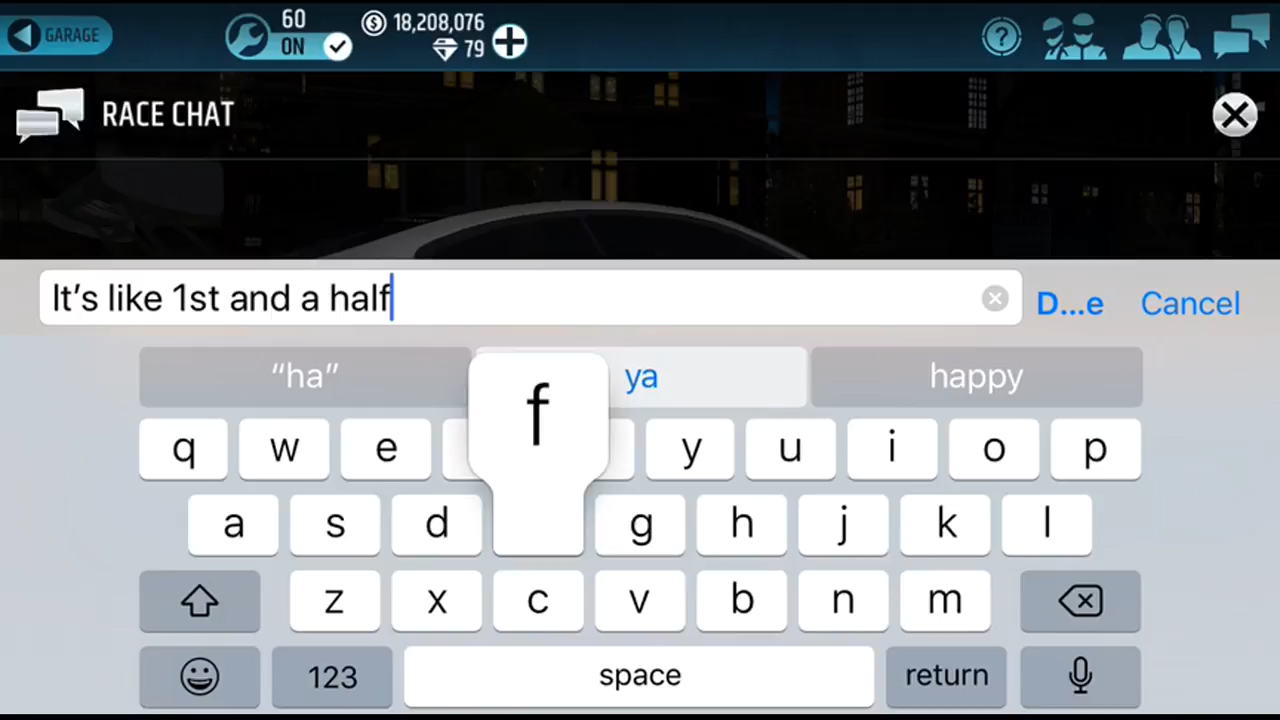 GARAGE
60
ON
18,208,076
79
?
RACE CHAT
It’s like 1st and a half
D...e
Cancel
“ha”
ya
happy
q w e y u i o p
a s d f g h j k l
z x c v b n m
123
space
return